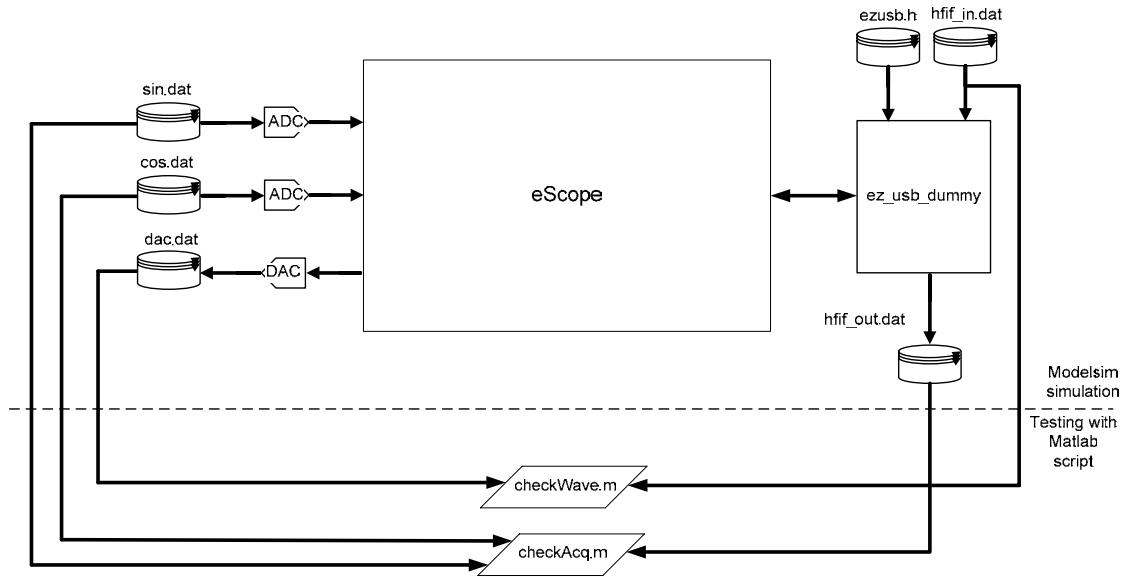 ezusb.h
hfif_in.dat
sin.dat
ADC
cos.dat
ADC
eScope
ez_usb_dummy
dac.dat
DAC
hfif_out.dat
Modelsim
simulation
Testing with
Matlab
script
checkWave.m
checkAcq.m